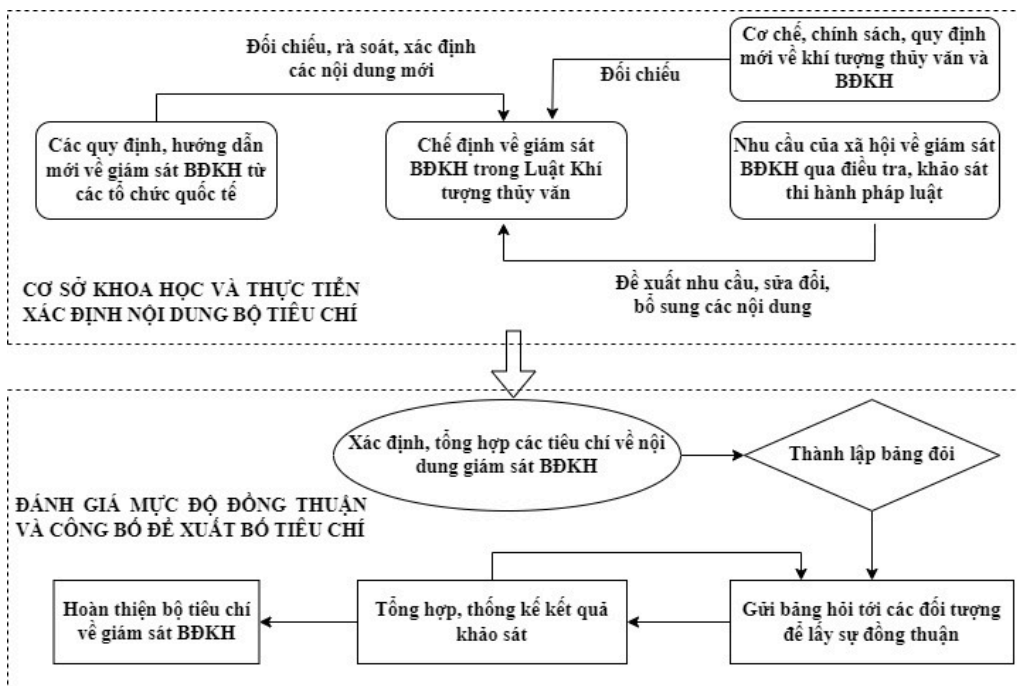 Đối chiếu, rà soát, xác định
các nội dung mới
Cơ chế, chính sách, quy định
mới về khí tượng thủy văn và
BĐKH
Đối chiếu
Các quy định, hướng dẫn
mới về giám sát BĐKH từ
các tổ chức quốc tế
Chế định về giám sát
BĐKH trong Luật Khí
tượng thủy văn
Nhu cầu của xã hội về giám sát
BĐKH qua điều tra, khảo sát
thi hành pháp luật
CƠ SỞ KHOA HỌC VÀ THỰC TIỄN
XÁC ĐỊNH NỘI DUNG BỘ TIÊU CHÍ
Đề xuất nhu cầu, sửa đổi,
bổ sung các nội dung
Xác định, tổng hợp các tiêu chí về nội
dung giám sát BĐKH
Thành lập bảng đỏi
ĐÁNH GIÁ MỰC ĐỘ ĐỒNG THUẬN
VÀ CÔNG BỐ ĐỀ XUẤT BỐ TIÊU CHÍ
Hoàn thiện bộ tiêu chí
về giám sát BĐKH
Tổng hợp, thống kế kết quả
khảo sát
Gửi bảng hỏi tới các đối tượng
để lấy sự đồng thuận